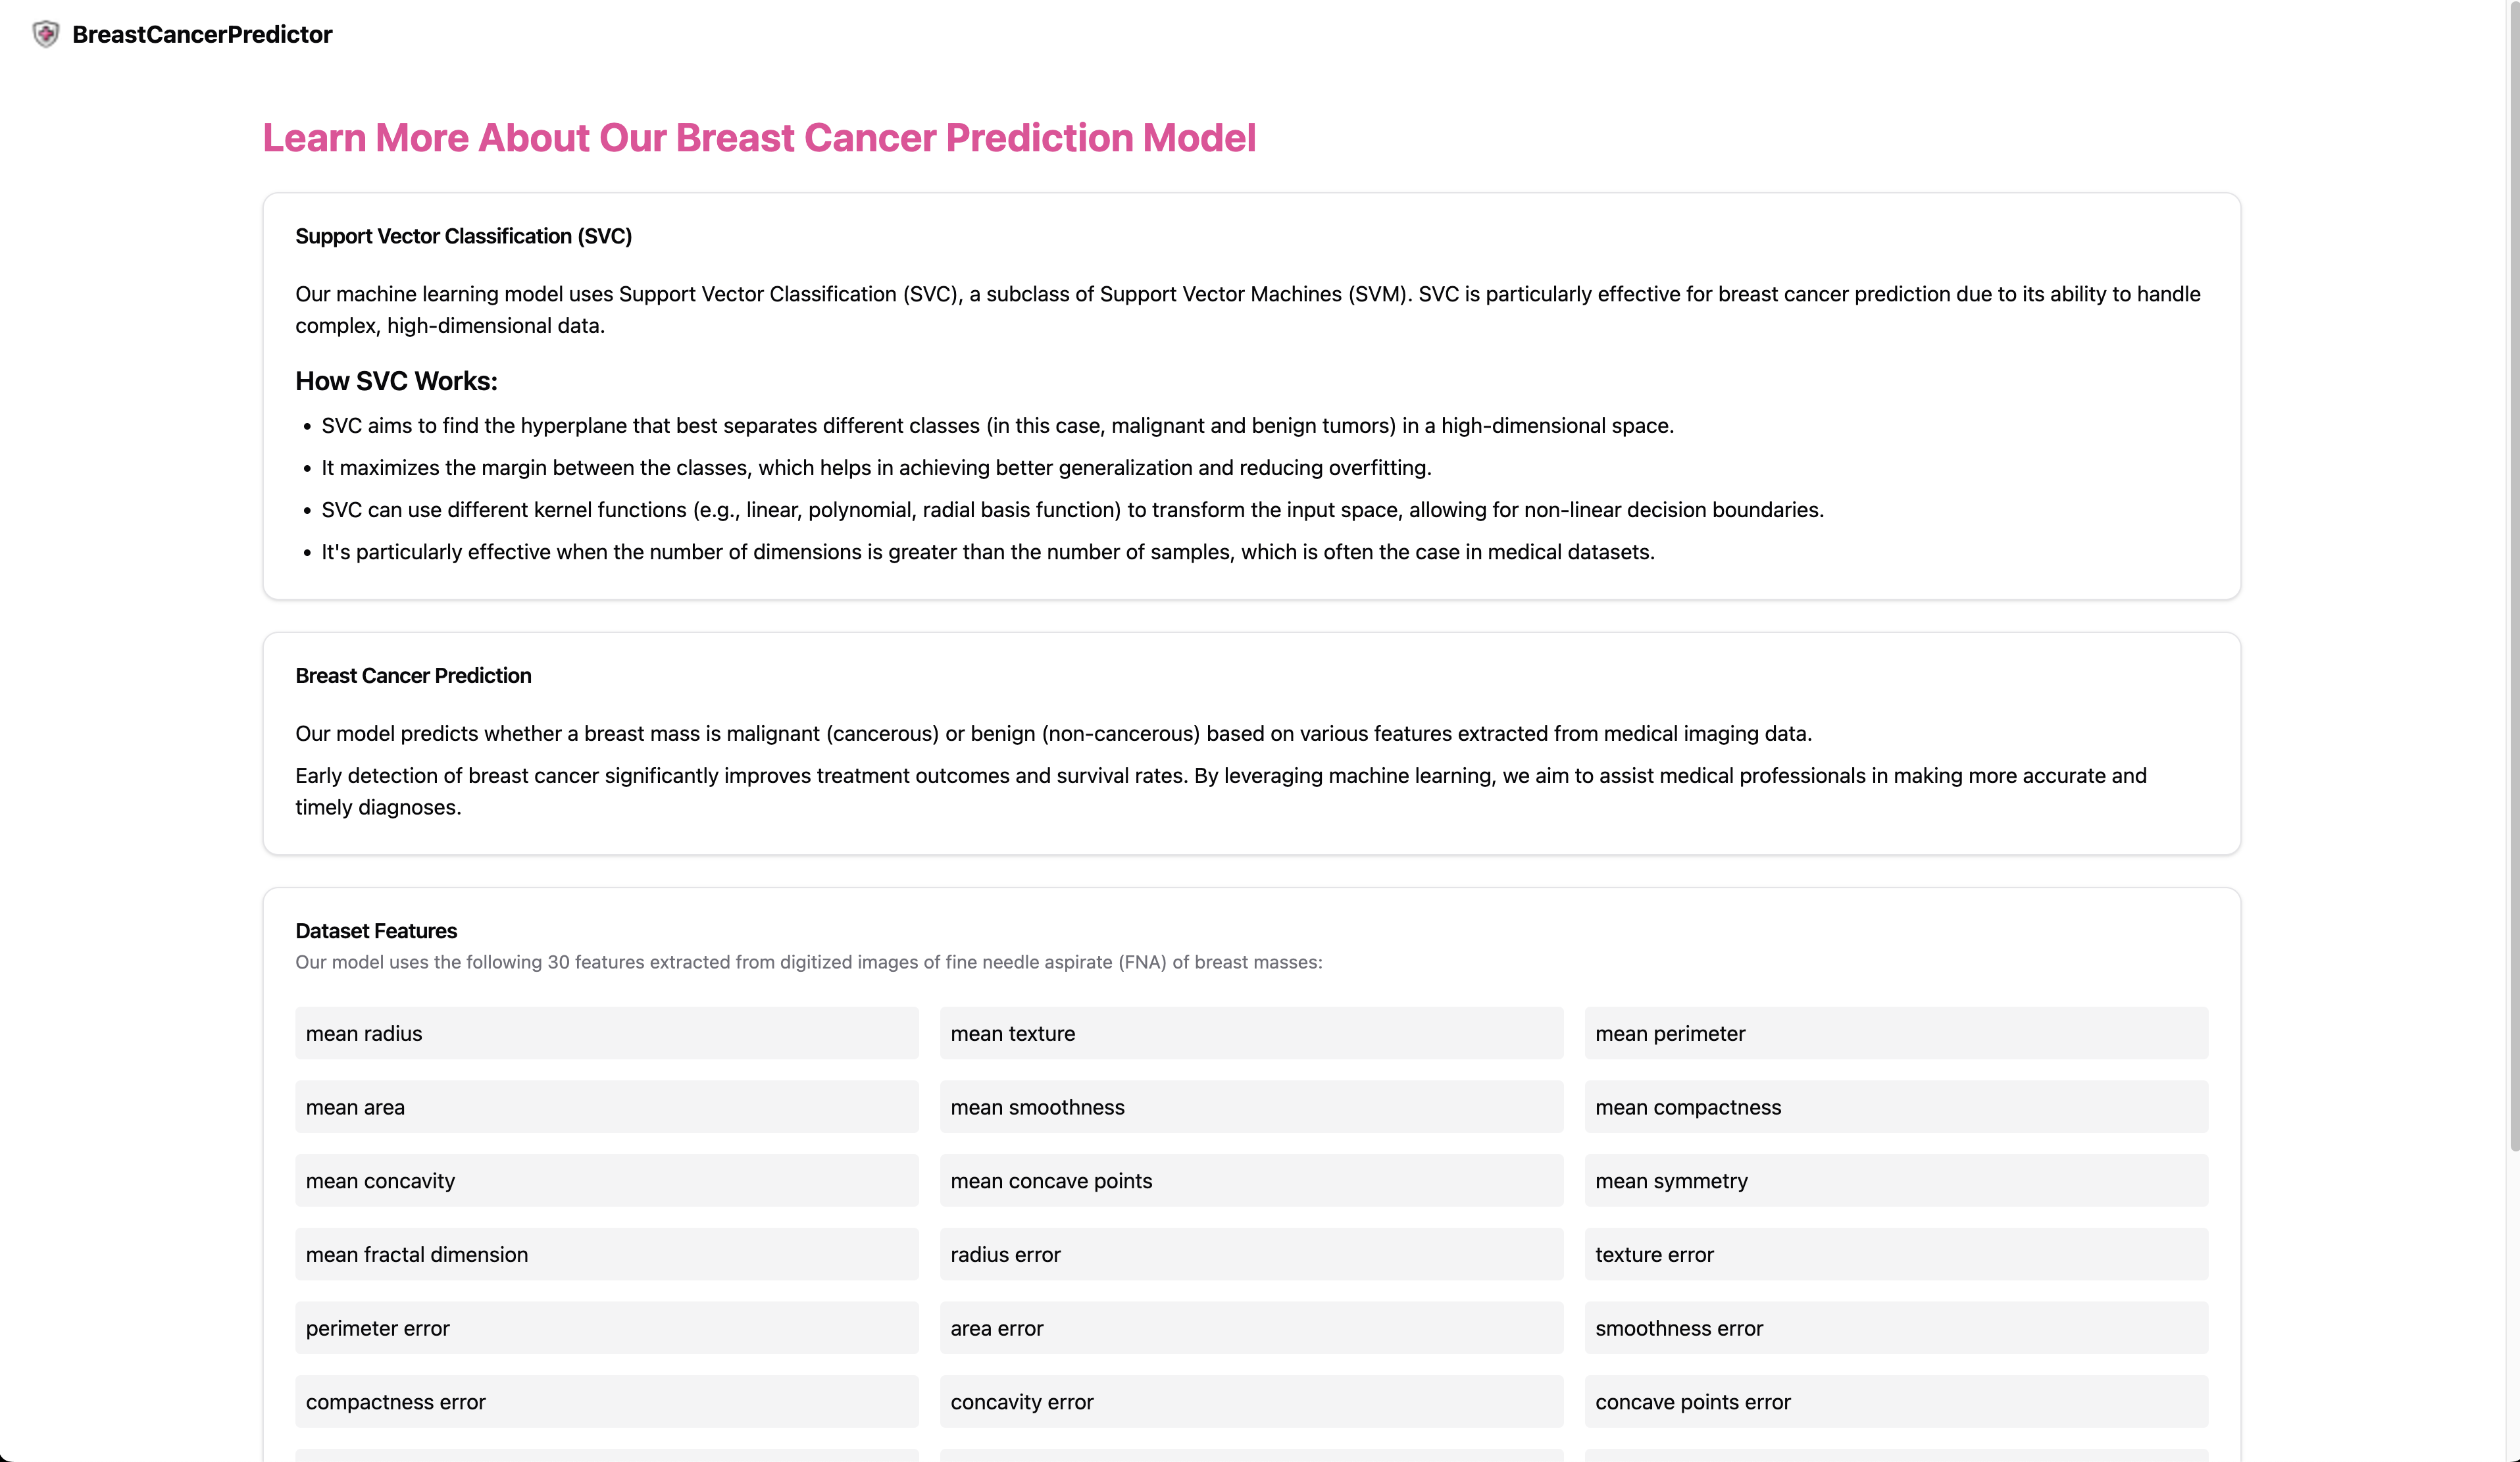 BreastCancerPredictor
Learn More About Our Breast Cancer Prediction Model
Support Vector Classification (SVC)
Our machine learning model uses Support Vector Classification (SVC), a subclass of Support Vector Machines (SVM). SVC is particularly effective for breast cancer prediction due to its ability to handle
complex, high-dimensional data.
How SVC Works:
• SVC aims to find the hyperplane that best separates different classes (in this case, malignant and benign tumors) in a high-dimensional space.
• It maximizes the margin between the classes, which helps in achieving better generalization and reducing overfitting.
• SVC can use different kernel functions (e.g., linear, polynomial, radial basis function) to transform the input space, allowing for non-linear decision boundaries.
• It's particularly effective when the number of dimensions is greater than the number of samples, which is often the case in medical datasets.
Breast Cancer Prediction
Our model predicts whether a breast mass is malignant (cancerous) or benign (non-cancerous) based on various features extracted from medical imaging data.
Early detection of breast cancer significantly improves treatment outcomes and survival rates. By leveraging machine learning, we aim to assist medical professionals in making more accurate and
timely diagnoses.
Dataset Features
Our model uses the following 30 features extracted from digitized images of fine needle aspirate (FNA) of breast masses:
mean radius
mean texture
mean perimeter
mean area
mean smoothness
mean compactness
mean concavity
mean concave points
mean symmetry
mean fractal dimension
radius error
texture error
perimeter error
area error
smoothness error
compactness error
concavity error
concave points error